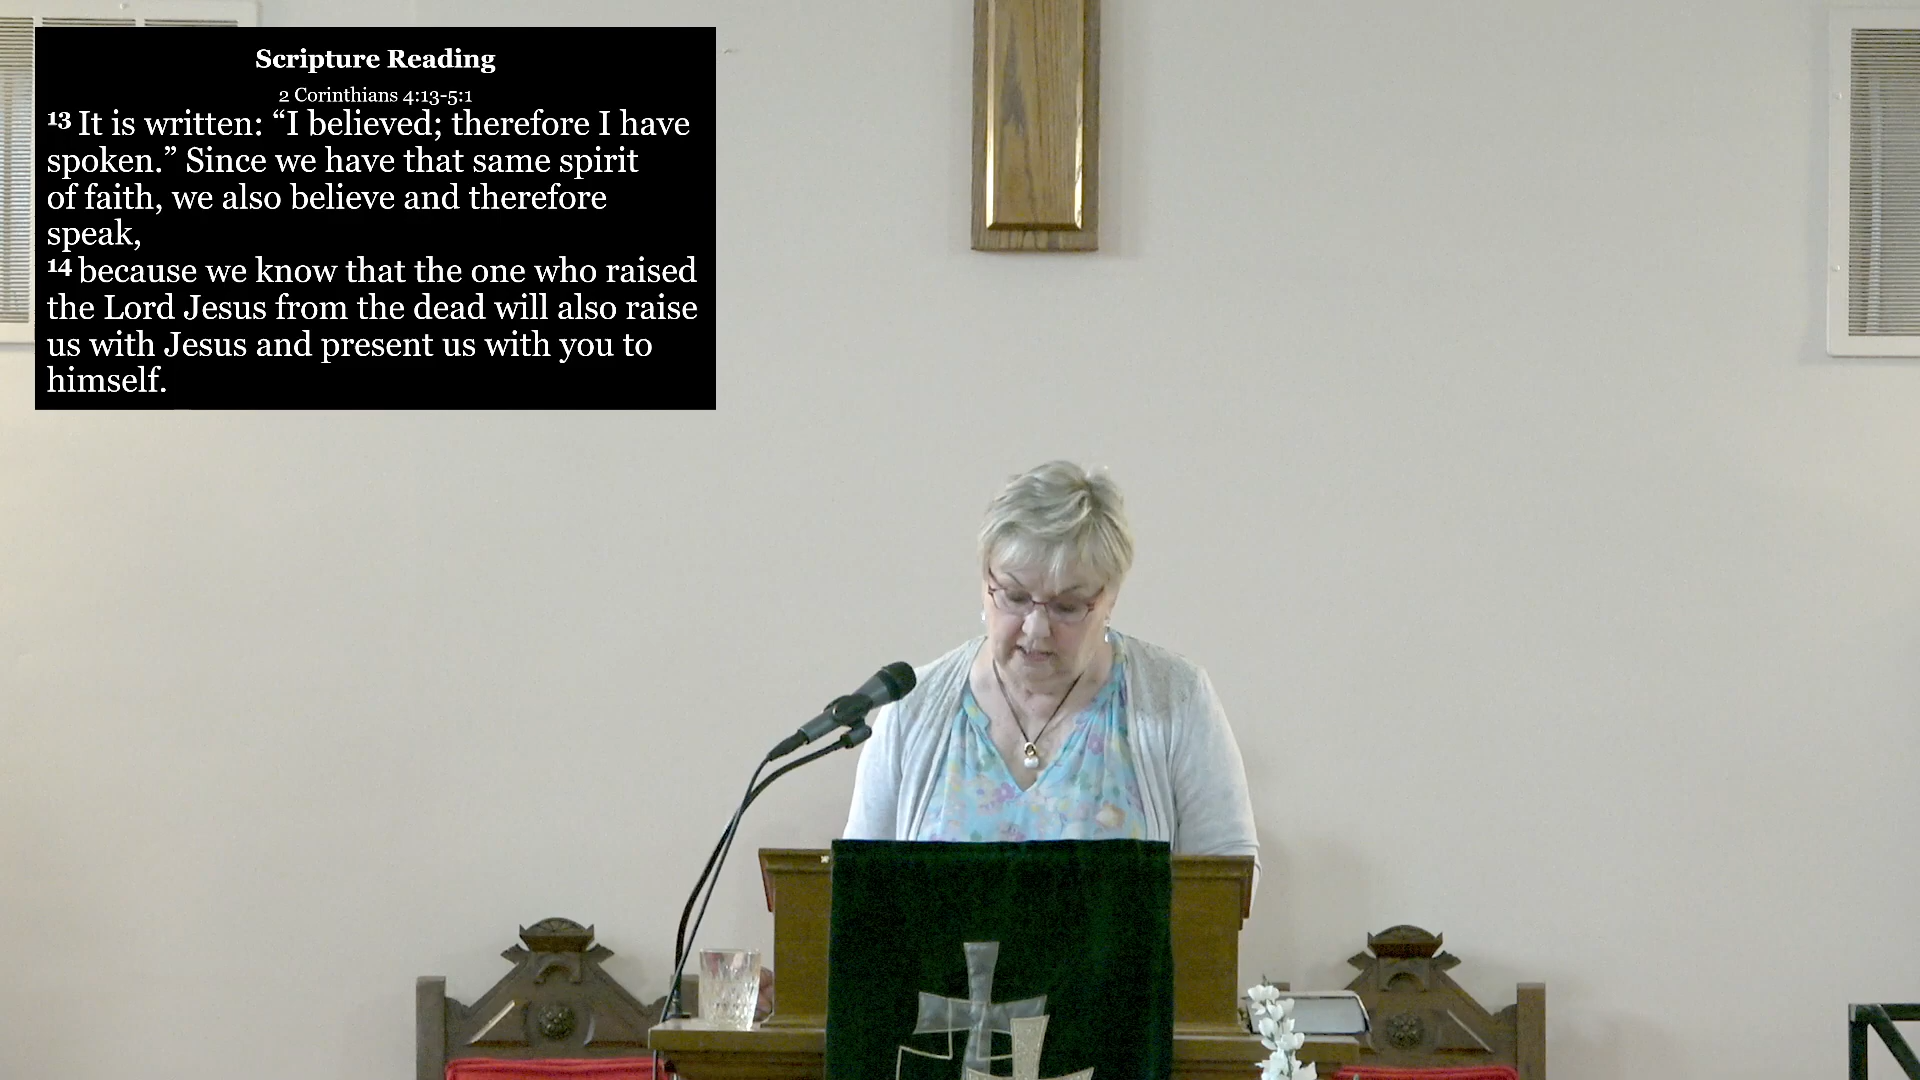 Scripture Reading
2 Corinthians 4:13-5:1
13 It is written: “I believed; therefore I have
spoken.” Since we have that same spirit
of faith, we also believe and therefore
speak,
14 because we know that the one who raised
the Lord Jesus from the dead will also raise
us with Jesus and present us with you to
himself.